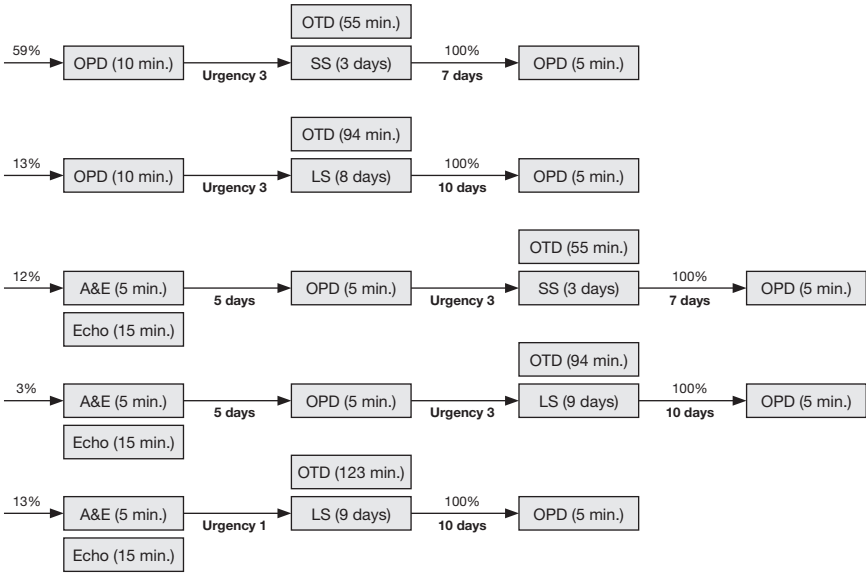 OTD (55 min.)
59% OPD (10 min.) Urgency 3 SS (3 days) 100% 7 days OPD (5 min.)
OTD (94 min.)
13% OPD (10 min.) Urgency 3 LS (8 days) 100% 10 days OPD (5 min.)
OTD (55 min.)
12% A&E (5 min.) 5 days OPD (5 min.) Urgency 3 SS (3 days) 100% 7 days OPD (5 min.)
Echo (15 min.)
OTD (94 min.)
3% A&E (5 min.) 5 days OPD (5 min.) Urgency 3 LS (9 days) 100% 10 days OPD (5 min.)
Echo (15 min.)
OTD (123 min.)
13% A&E (5 min.) Urgency 1 LS (9 days) 100% 10 days OPD (5 min.)
Echo (15 min.)